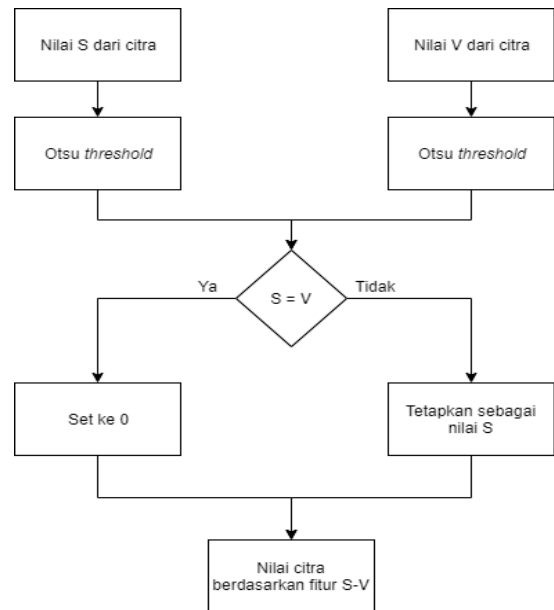 Nilai S dari citra
Nilai V dari citra
Otsu threshold
Otsu threshold
Ya
Tidak
S = V
Set ke 0
Tetapkan sebagai
nilai S
Nilai citra
berdasarkan fitur S-V